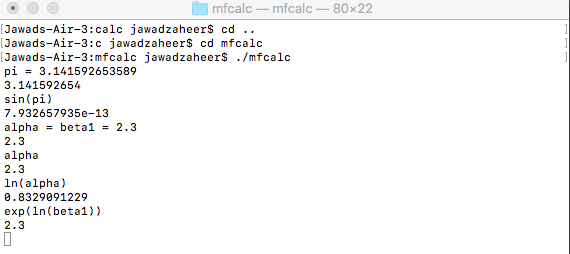 mfcalc — mfcalc — 80×22
[Jawads-Air-3:calc jawadzaheer$ cd ..]
[Jawads-Air-3:c jawadzaheer$ cd mfcalc]
[Jawads-Air-3:mfcalc jawadzaheer$ ./mfcalc]
pi = 3.141592653589
3.141592654
sin(pi)
7.932657935e-13
alpha = beta1 = 2.3
2.3
alpha
2.3
ln(alpha)
0.8329091229
exp(ln(beta1))
2.3